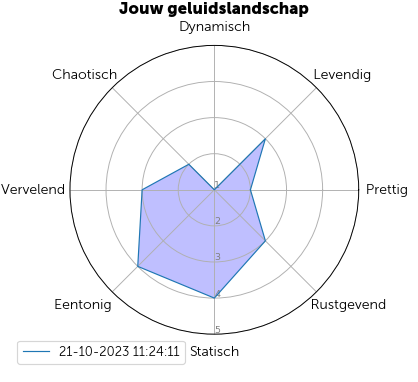 Jouw geluidslandschap
Dynamisch
Chaotisch
Levendig
Vervelend
Prettig
1
2
3
4
5
Eentonig
Rustgevend
21-10-2023 11:24:11
Statisch